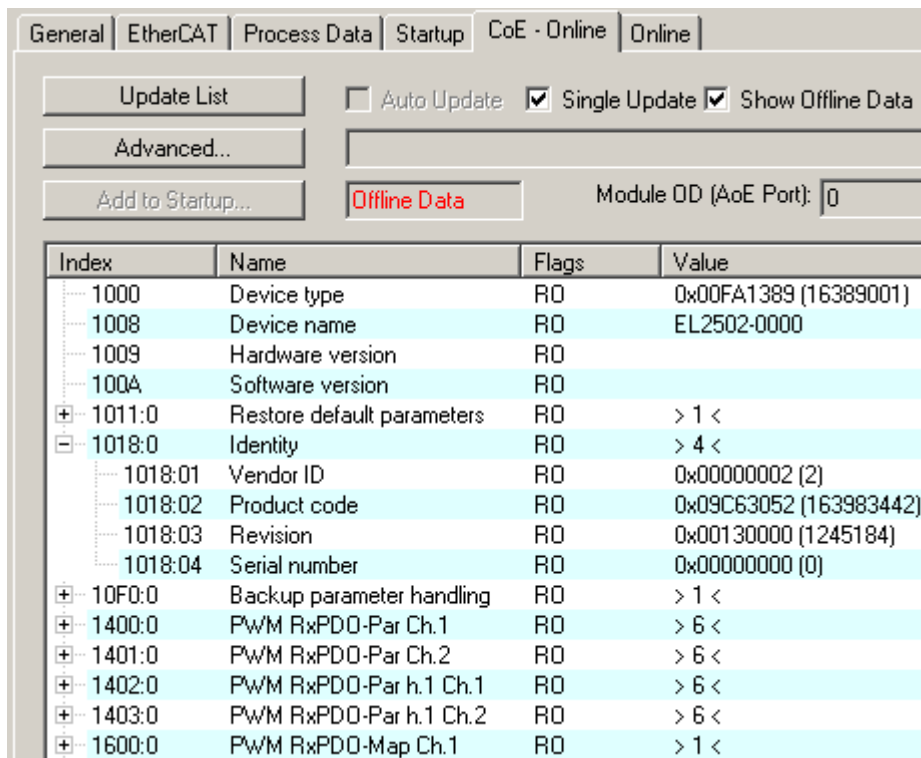 General EtherCAT Process Data Startup CoE - Online Online
Update List Auto Update Single Update Show Offline Data
Advanced...
Add to Startup... Offline Data Module OD (AoE Port): 0
Index Name Flags Value
1000 Device type RO 0x00FA1389 (16389001)
1008 Device name RO EL2502-0000
1009 Hardware version RO
100A Software version RO
1011:0 Restore default parameters RO > 1 <
1018:0 Identity RO > 4 <
1018:01 Vendor ID RO 0x00000002 (2)
1018:02 Product code RO 0x09C63052 (163983442)
1018:03 Revision RO 0x00130000 (1245184)
1018:04 Serial number RO 0x00000000 (0)
10F0:0 Backup parameter handling RO > 1 <
1400:0 PWM RxPDO-Par Ch.1 RO > 6 <
1401:0 PWM RxPDO-Par Ch.2 RO > 6 <
1402:0 PWM RxPDO-Par h.1 Ch.1 RO > 6 <
1403:0 PWM RxPDO-Par h.1 Ch.2 RO > 6 <
1600:0 PWM RxPDO-Map Ch.1 RO > 1 <